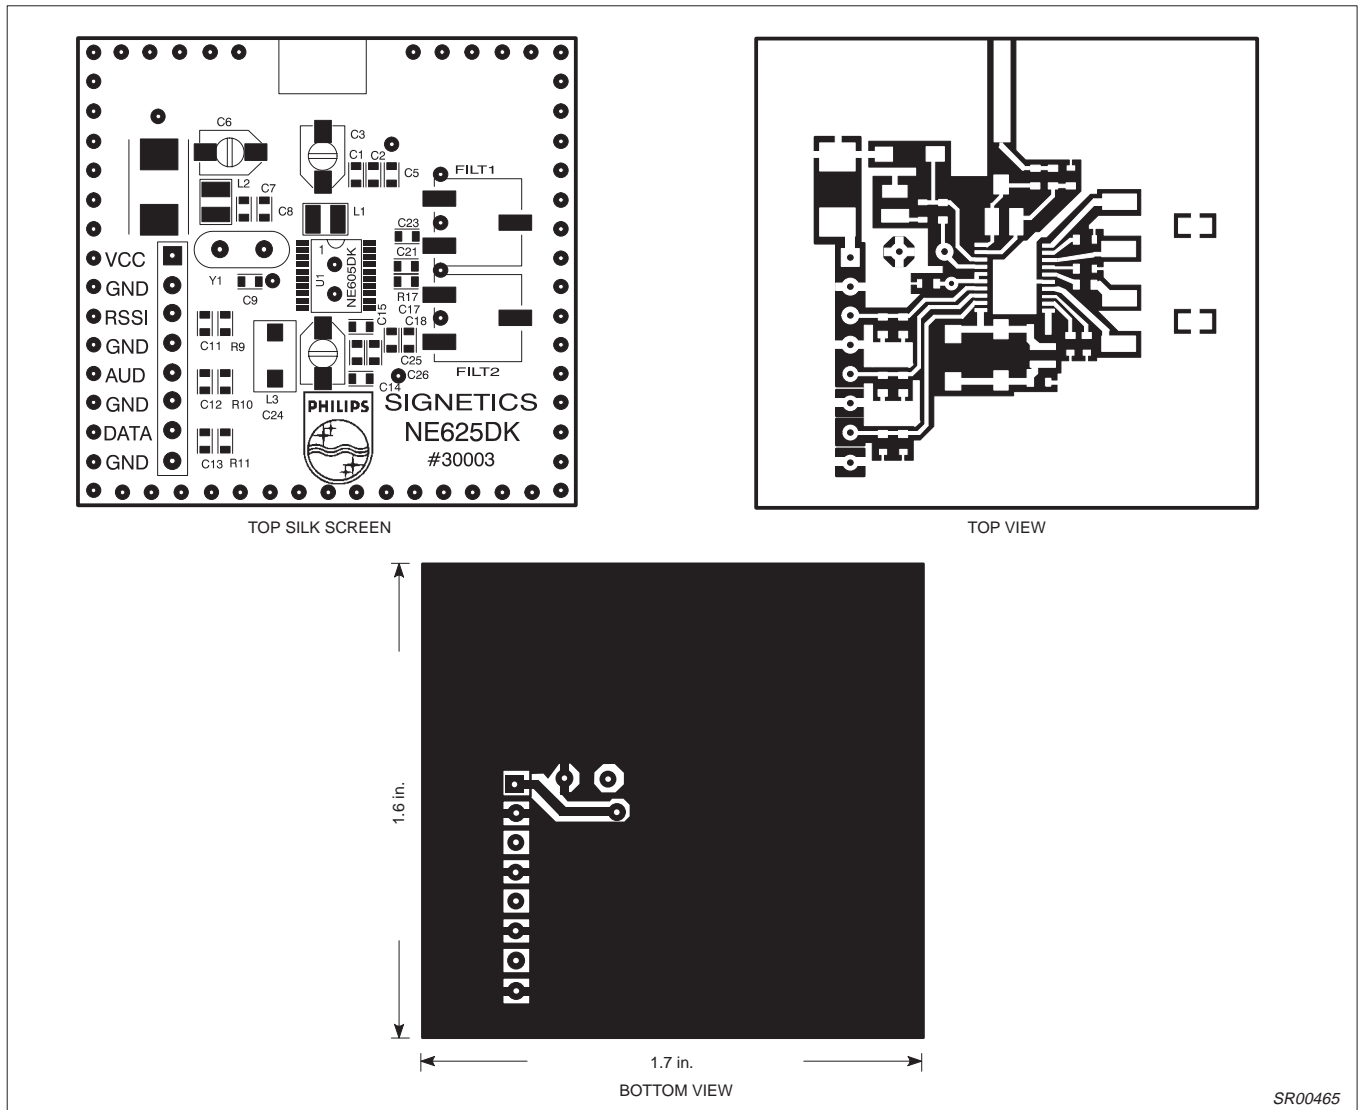 C6
C3
C1 C2
C5
FILT1
L2
C7
C8
L1
C23
1
U1
NE605DK
C21
VCC
Y1
C9
R17
GND
C17
C15
C18
RSSI
C11 R9
GND
C25
FILT2
C26
AUD
C14
C12 R10
L3
C24
GND
PHILIPS
SIGNETICS
DATA
NE625DK
C13 R11
GND
#30003
TOP SILK SCREEN
TOP VIEW
1.6 in.
1.7 in.
BOTTOM VIEW
SR00465